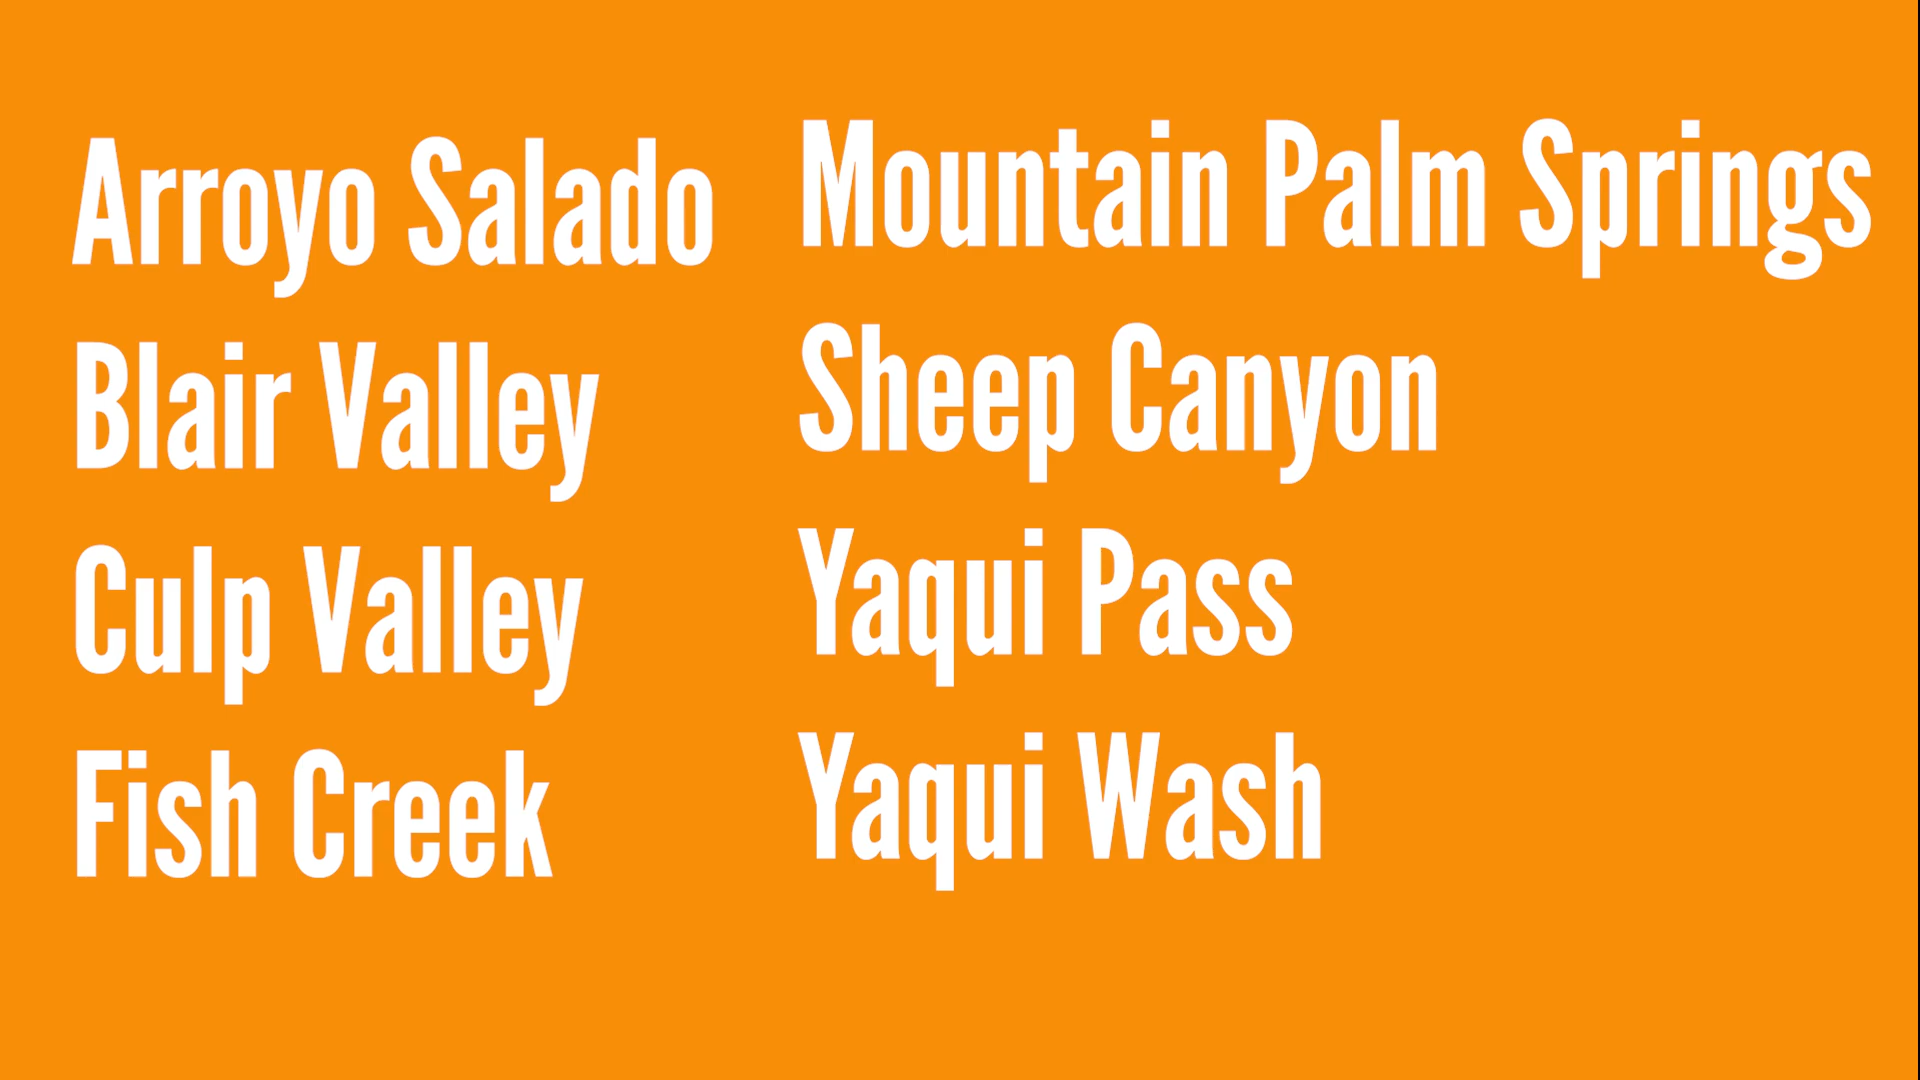 Arroyo Salado
Blair Valley
Culp Valley
Fish Creek
Mountain Palm Springs
Sheep Canyon
Yaqui Pass
Yaqui Wash